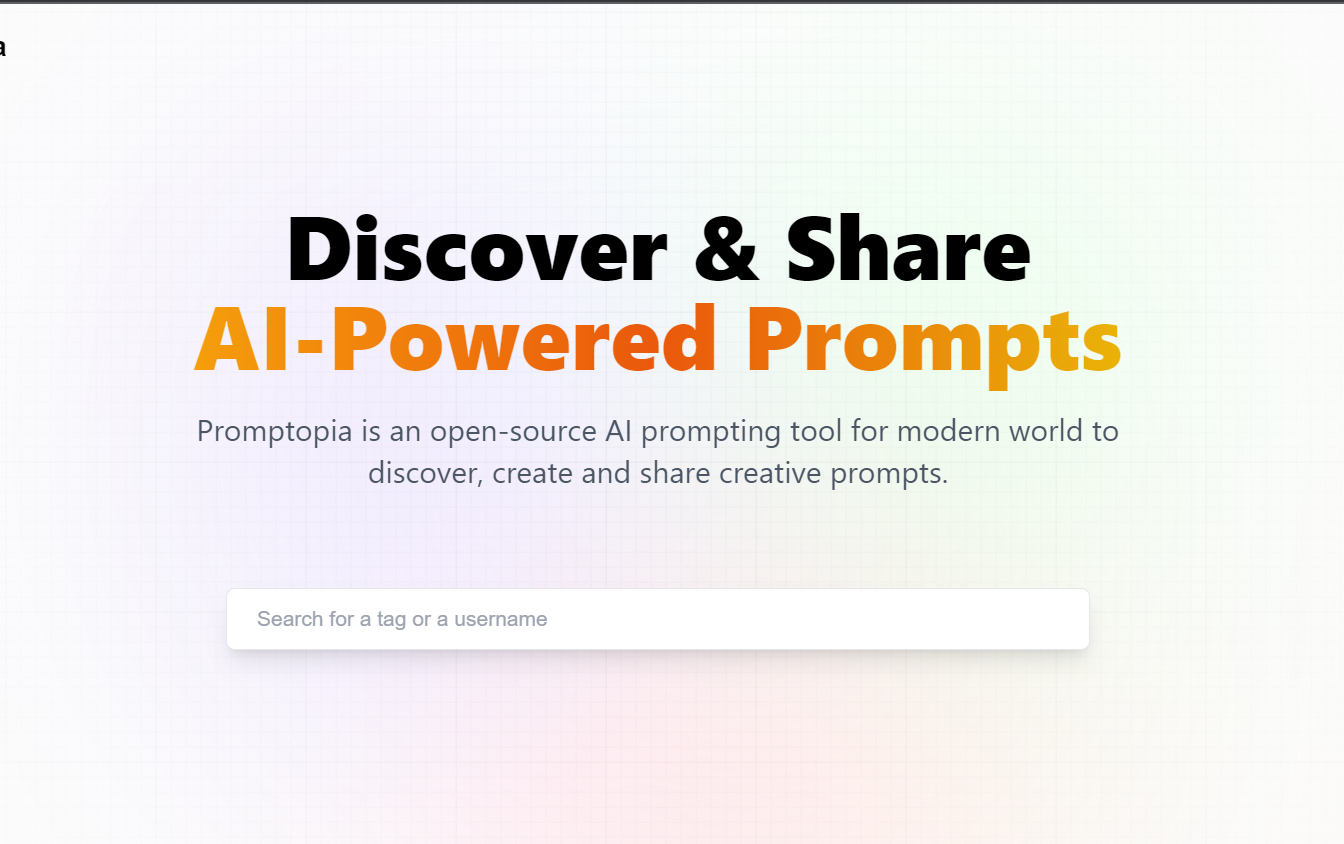 a
Discover & Share
AI-Powered Prompts
Promptopia is an open-source AI prompting tool for modern world to
discover, create and share creative prompts.
Search for a tag or a username